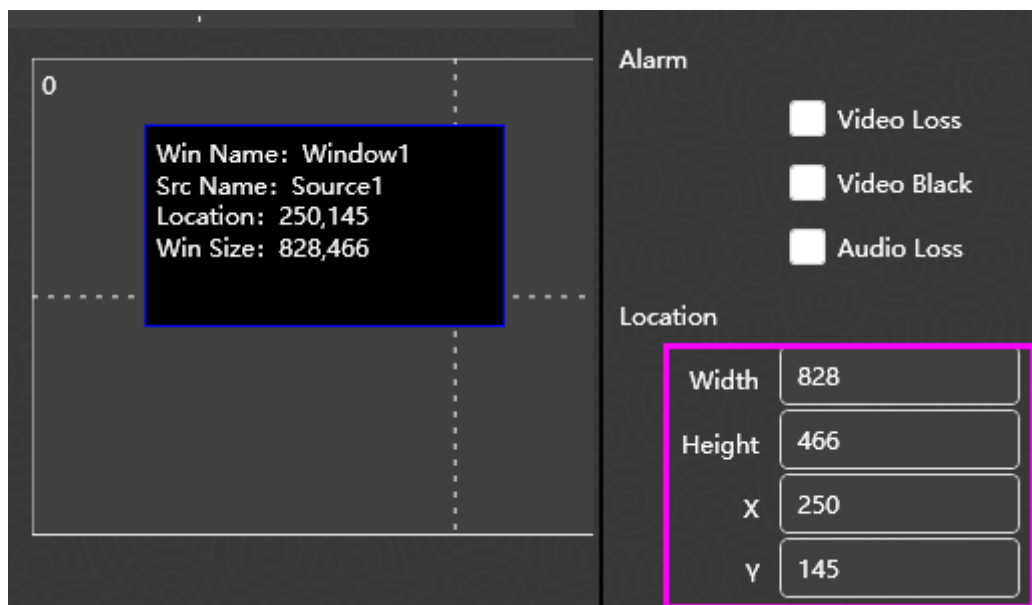 0
Win Name: Window1
Src Name: Source1
Location: 250,145
Win Size: 828,466
Alarm
Video Loss
Video Black
Audio Loss
Location
Width 828
Height 466
X 250
Y 145